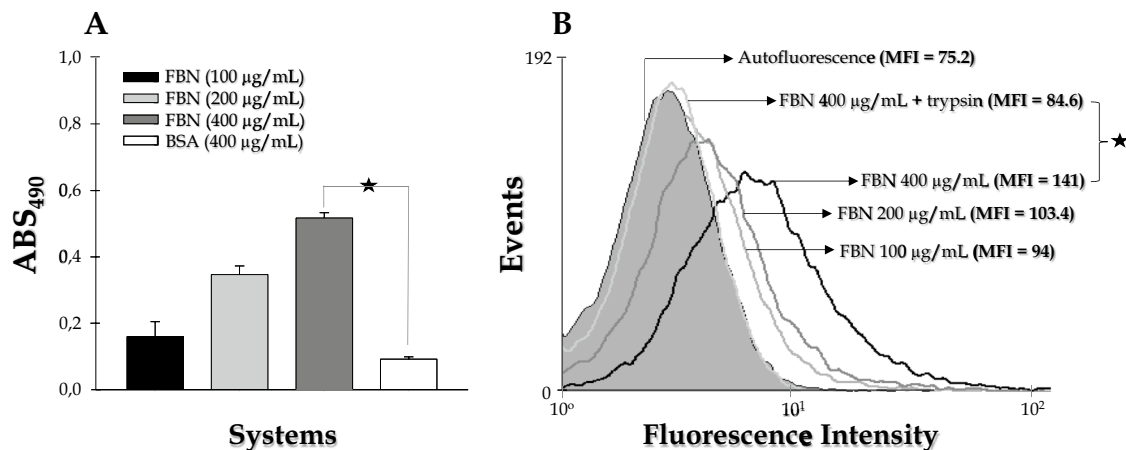 A
ABS490
1,0
0,8
0,6
0,4
0,2
0,0
FBN (100 µg/mL)
FBN (200 µg/mL)
FBN (400 µg/mL)
BSA (400 µg/mL)
Systems
B
Events
192
0
Autofluorescence (MFI = 75.2)
FBN 400 µg/mL + trypsin (MFI = 84.6)
FBN 400 µg/mL (MFI = 141)
FBN 200 µg/mL (MFI = 103.4)
FBN 100 µg/mL (MFI = 94)
10⁰
10¹
10²
Fluorescence Intensity